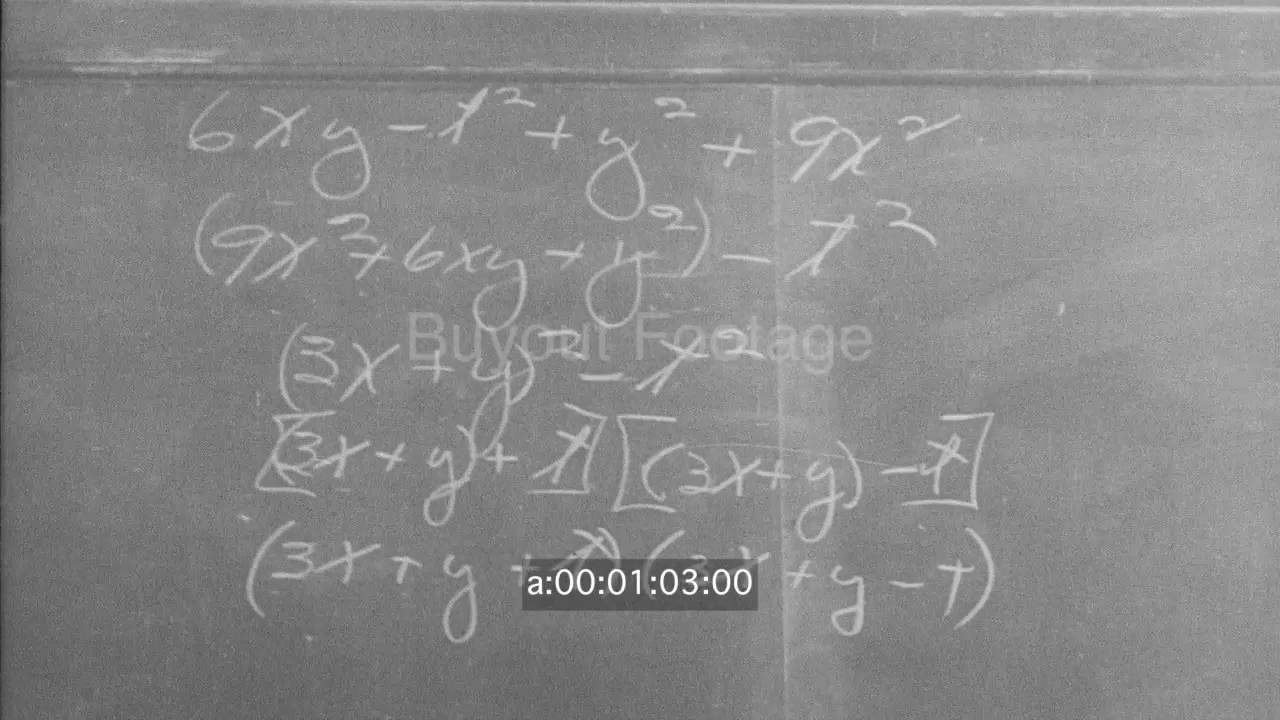 6xy - t² + y² + 9x²
(9x² + 6xy + y²) - t²
Buyout Footage
(3x + y)² - t²
[(3x + y) + t] [(3x + y) - t]
(3x + y + t) (3x + y - t)
a:00:01:03:00